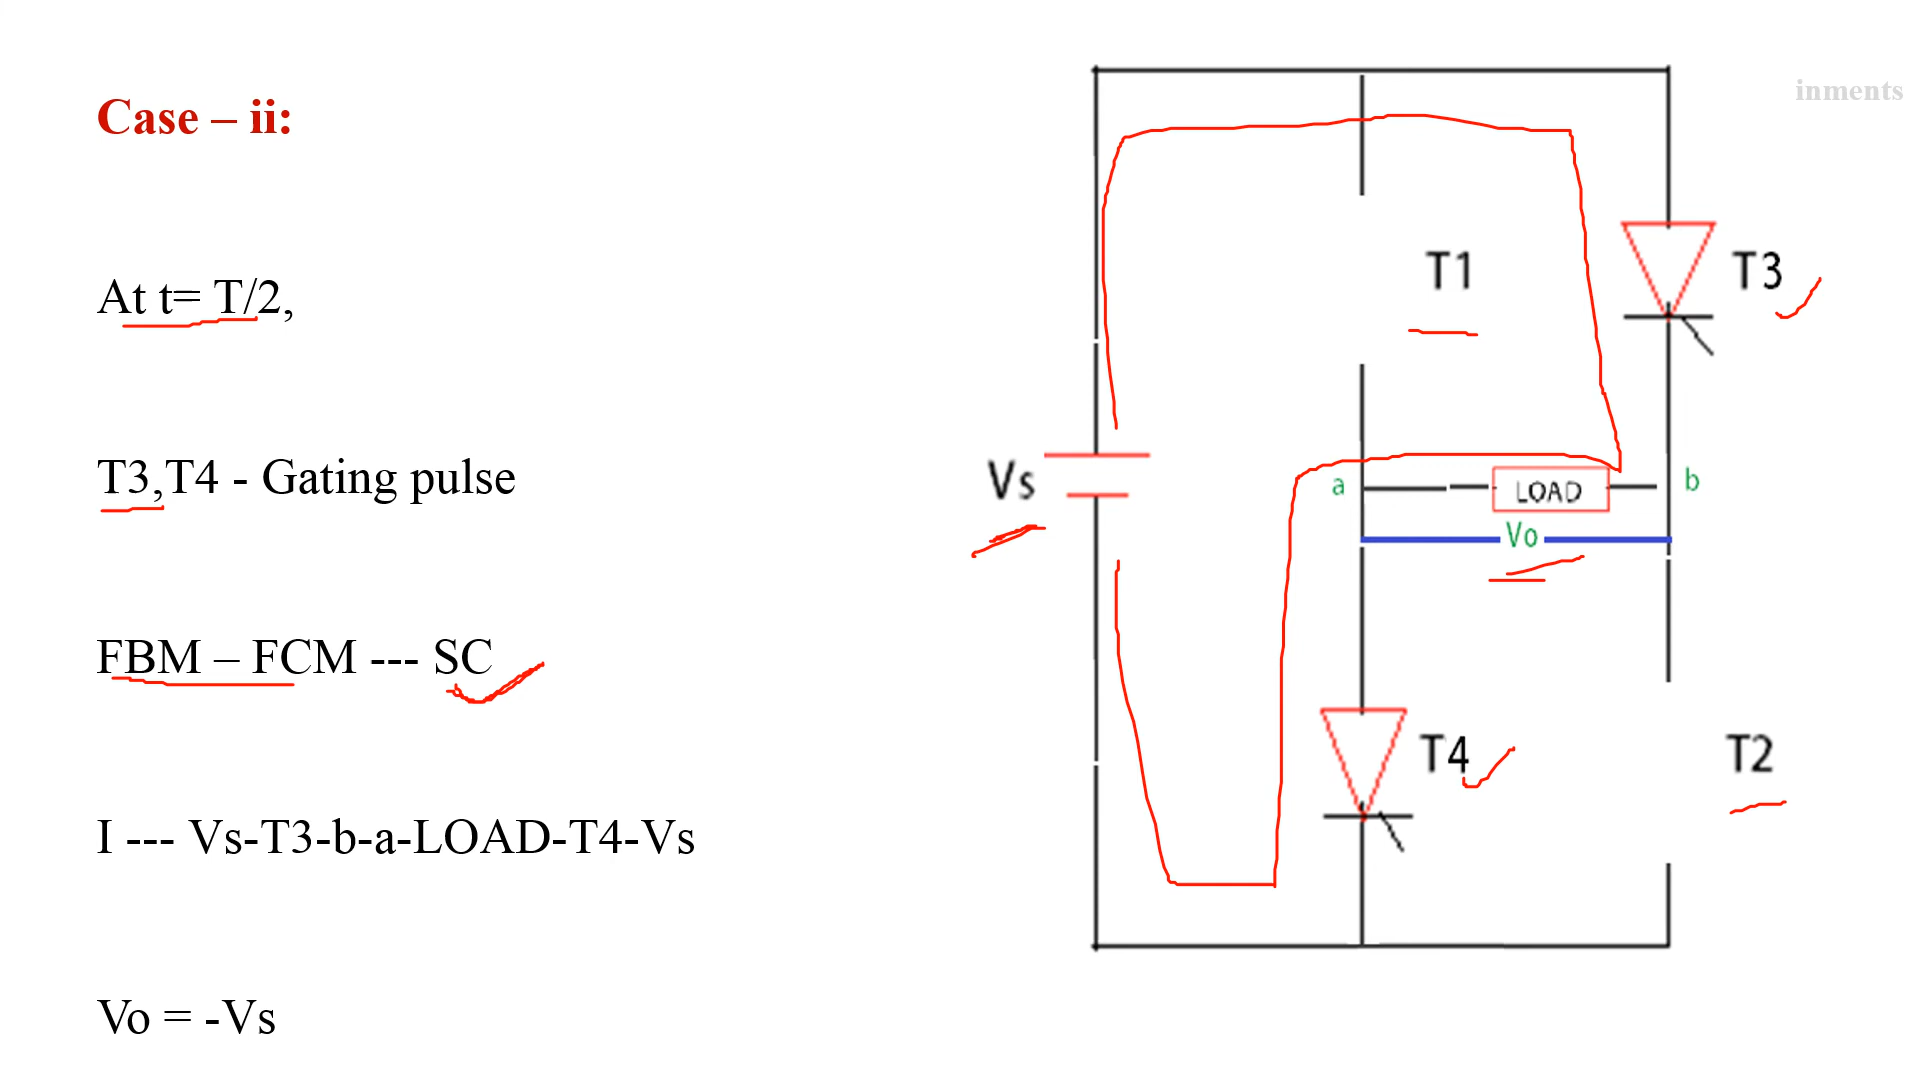 Case – ii:
At t= T/2,
T3,T4 - Gating pulse
FBM – FCM --- SC
I --- Vs-T3-b-a-LOAD-T4-Vs
Vo = -Vs
inments
T1
T3
Vs
a
LOAD
b
Vo
T4
T2